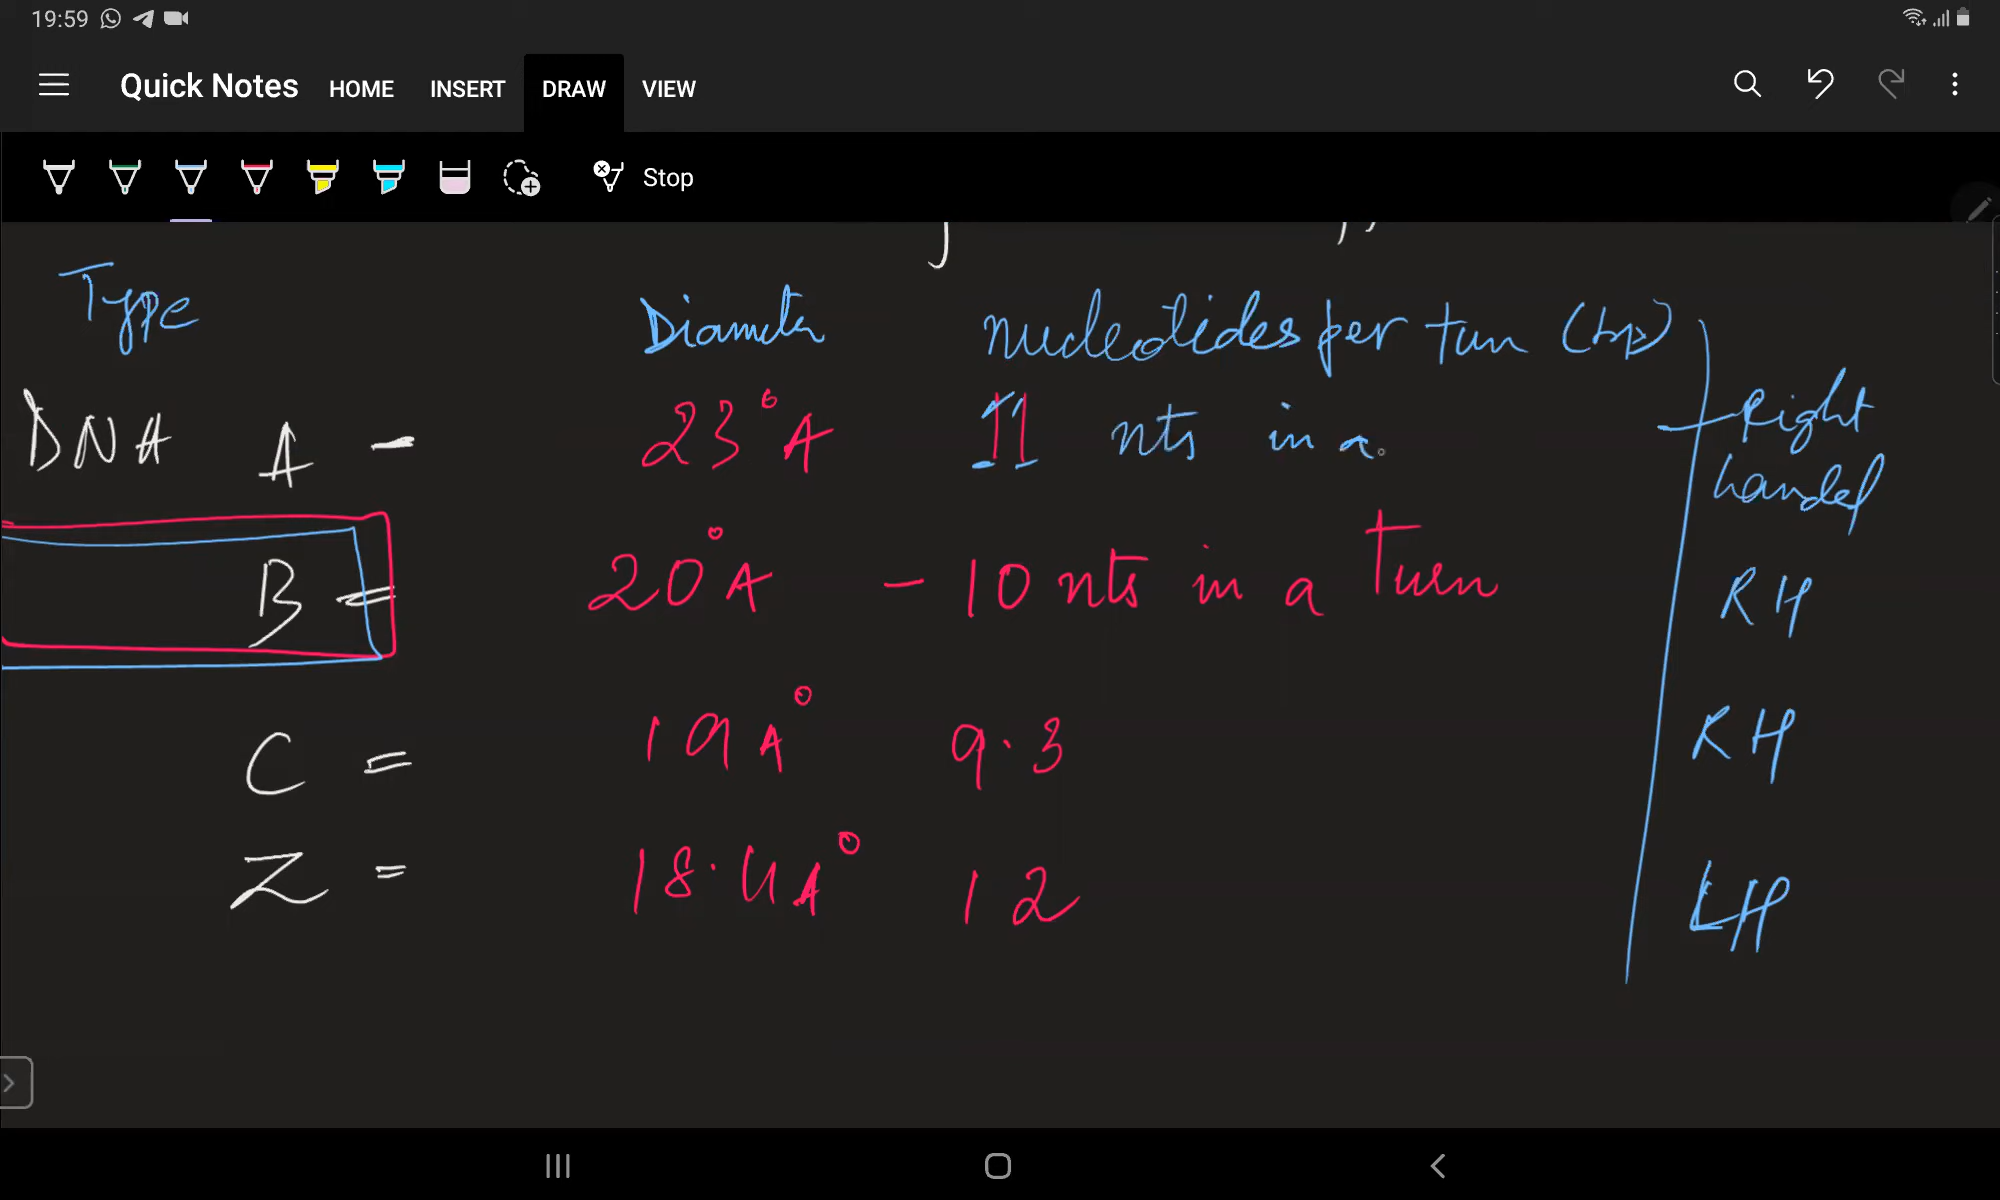 19:59
Quick Notes HOME INSERT DRAW VIEW
Stop
Type Diameter nucleotides per turn (bp)
DNA A - 23°A 11 nts in a Right
handed
B = 20°A - 10 nts in a Turn RH
C = 19A° 9.3 RH
Z = 18.4A° 12 LH